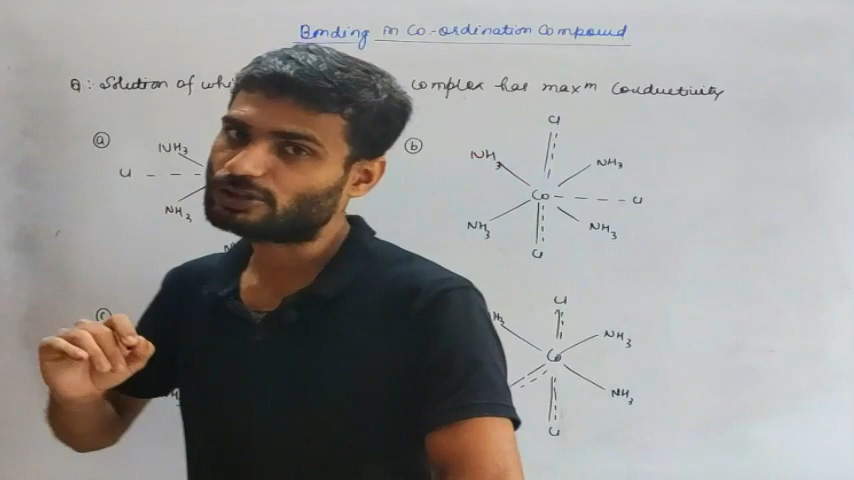 Bonding in Co-ordination Compound
Q:- Solution of whi complex has maxm Conductivity
(a) NH3 (b) Cl
NH3 NH3
Cl
Co Cl
NH3
NH3 NH3
Cl
(c) Cl
NH3
Co
NH3
Cl